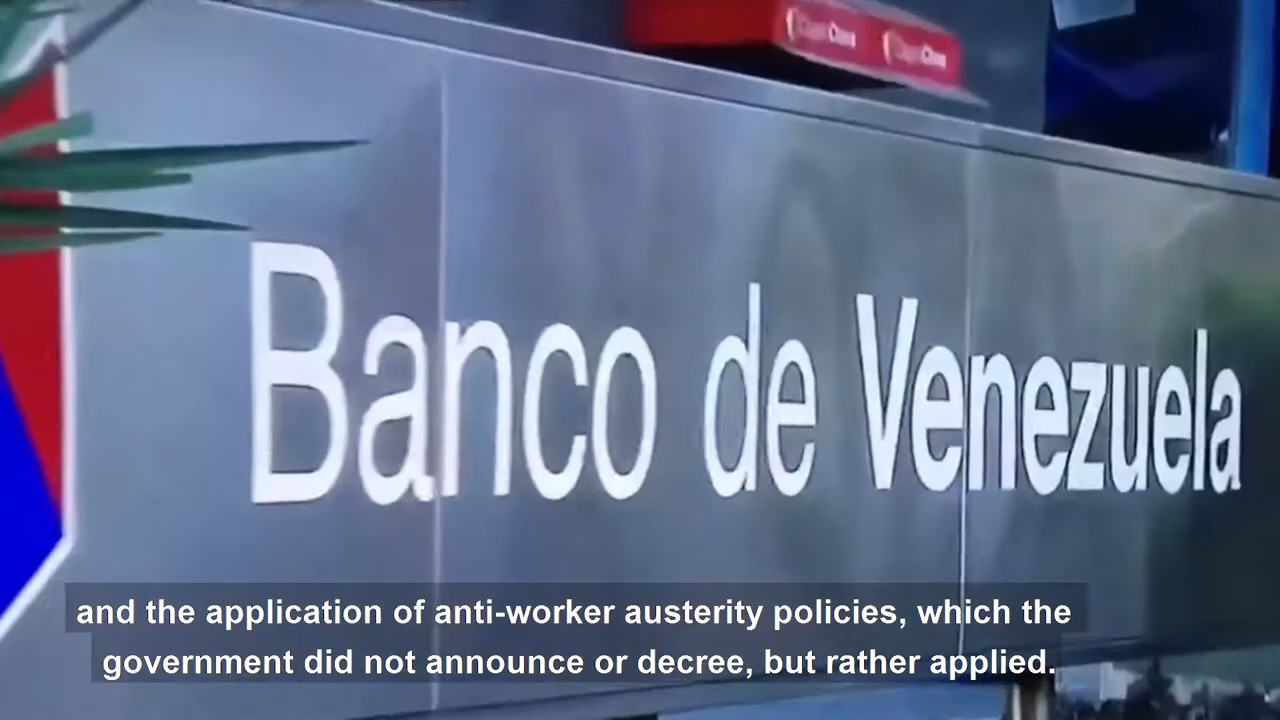 Banco de Venezuela
and the application of anti-worker austerity policies, which the
government did not announce or decree, but rather applied.